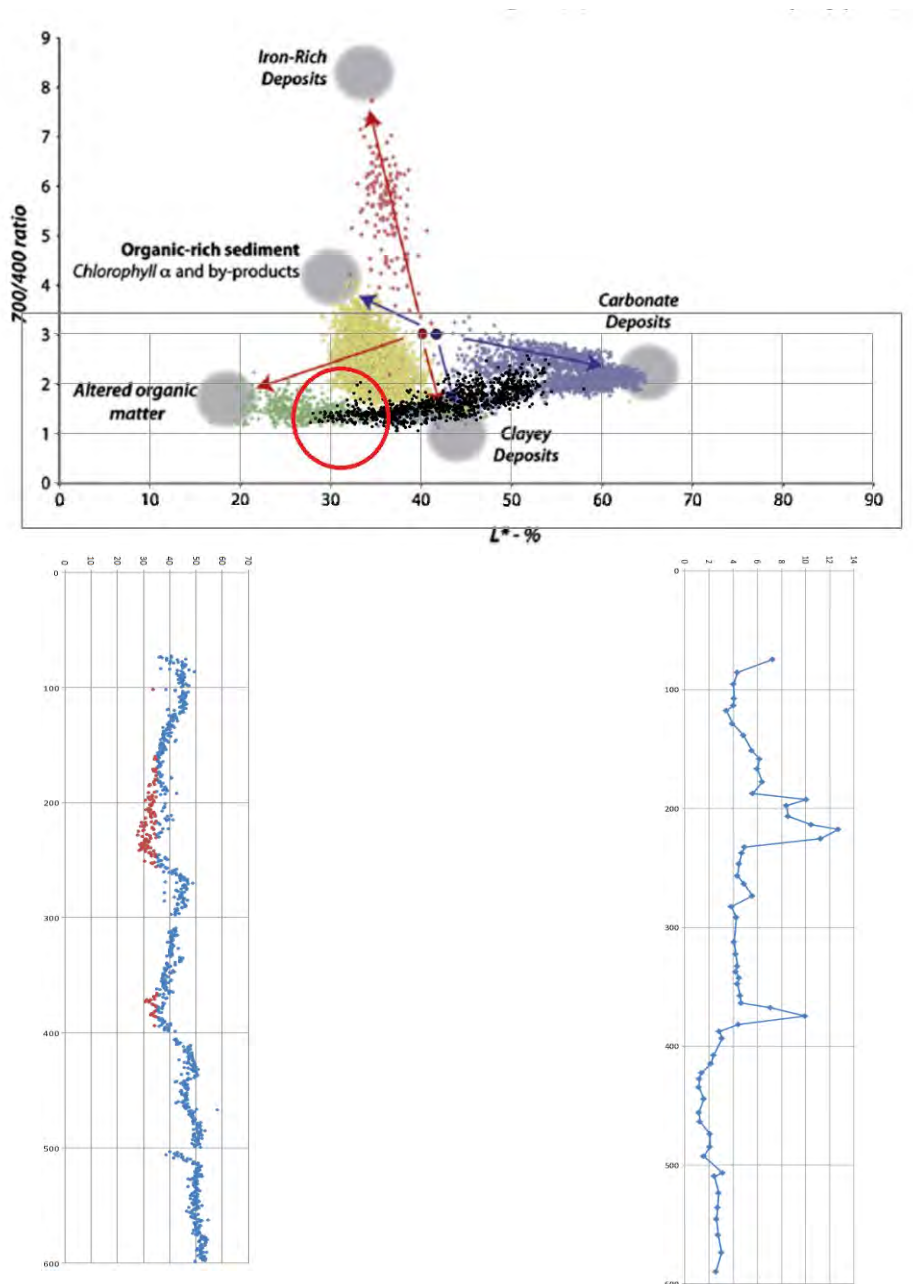 9
Iron-Rich
Deposits
8
7
6
5
Organic-rich sediment
Chlorophyll α and by-products
4
Carbonate
Deposits
700/400 ratio
3
2
Altered organic
matter
1
Clayey
Deposits
0
0 10 20 30 40 50 60 70 80 90
L* - %
0 10 20 30 40 50 60 70
0
100
200
300
400
500
600
0 2 4 6 8 10 12 14
0
100
200
300
400
500